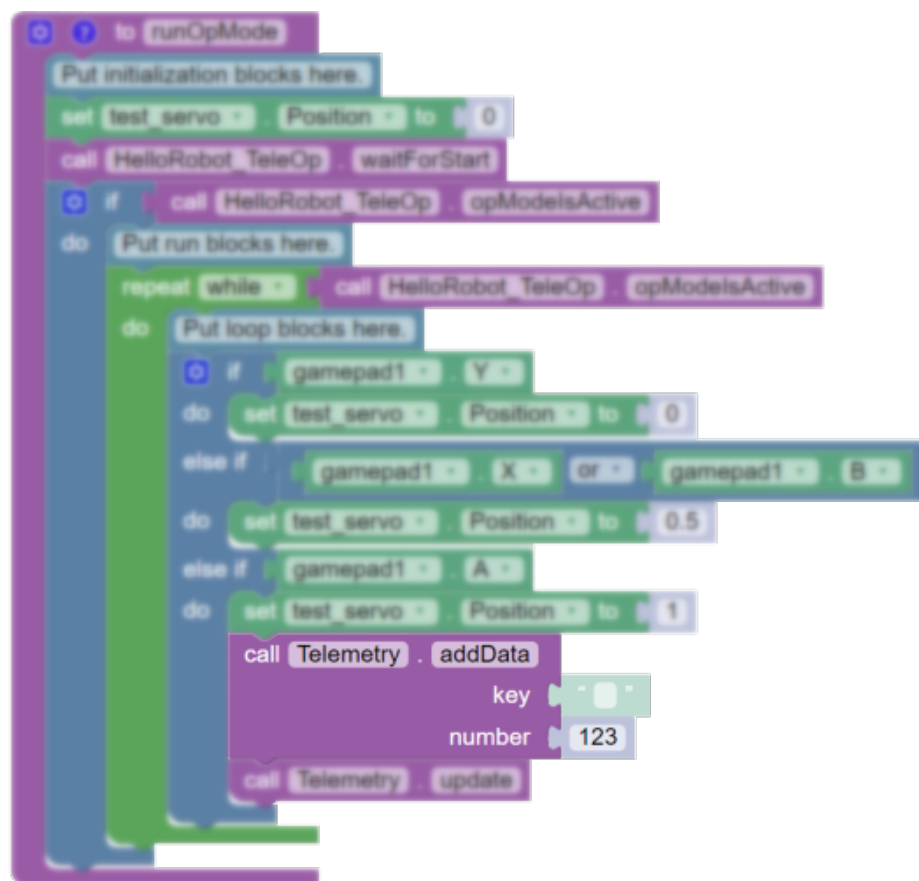 to runOpMode
Put initialization blocks here.
set test_servo . Position to 0
call HelloRobot_TeleOp . waitForStart
if call HelloRobot_TeleOp . opModeIsActive
do Put run blocks here.
repeat while call HelloRobot_TeleOp . opModeIsActive
do Put loop blocks here.
if gamepad1 . Y
do set test_servo . Position to 0
else if gamepad1 . X or gamepad1 . B
do set test_servo . Position to 0.5
else if gamepad1 . A
do set test_servo . Position to 1
call Telemetry . addData
key “ ”
number 123
call Telemetry . update